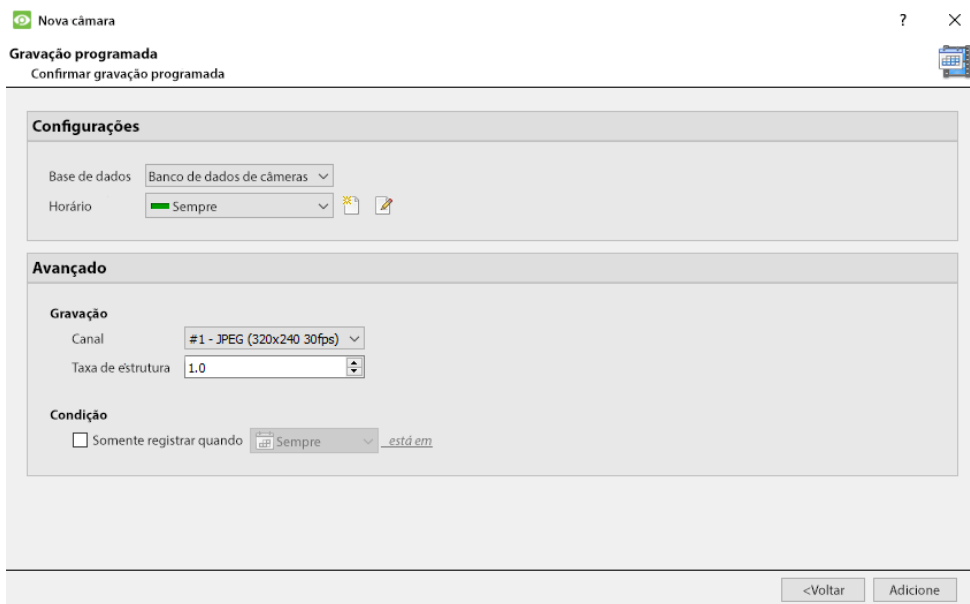 Nova câmara
?
Gravação programada
Confirmar gravação programada
Configurações
Base de dados Banco de dados de câmeras
Horário Sempre
Avançado
Gravação
Canal #1 - JPEG (320x240 30fps)
Taxa de estrutura 1.0
Condição
Somente registrar quando Sempre está em
<Voltar Adicione